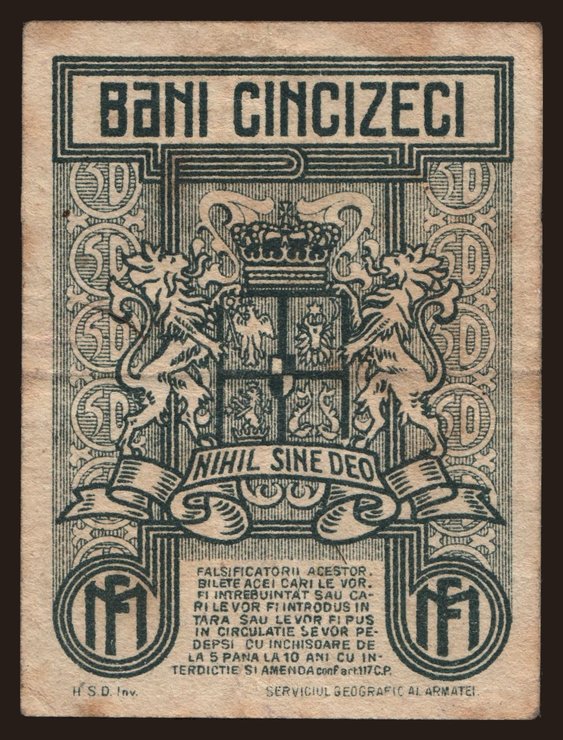 BANI CINCIZECI
50 50
50 50
50 50
50 50
50 50
NIHIL SINE DEO
FALSIFICATORII ACESTOR.
BILETE ACEI CARI LE VOR.
FI INTREBUINTAT SAU CA-
RI LE VOR FI INTRODUS IN
TARA SAU LE VOR FI PUS
IN CIRCULATIE SE VOR PE-
DEPSI CU INCHISOARE DE
LA 5 PANA LA 10 ANI CU IN-
TERDICTIE SI AMENDA conf art.117 C.P.
MF MF
H.S.D. Inv. SERVICIUL GEOGRAFIC AL ARMATEI.